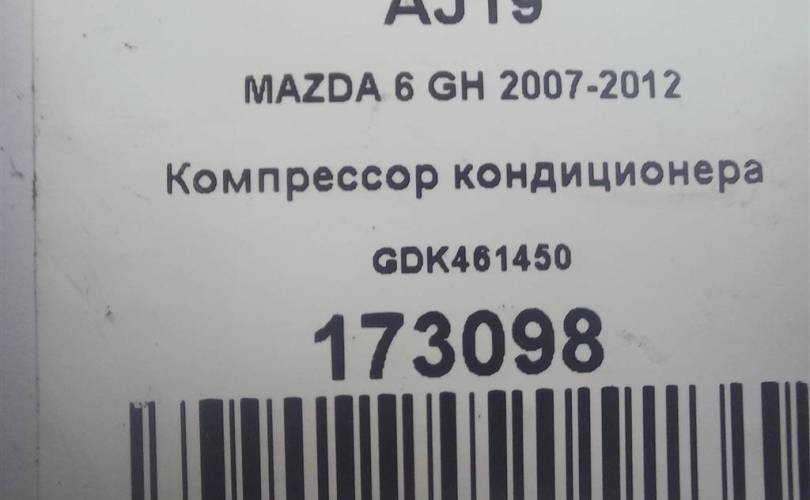 AJ19
MAZDA 6 GH 2007-2012
Компрессор кондиционера
GDK461450
173098